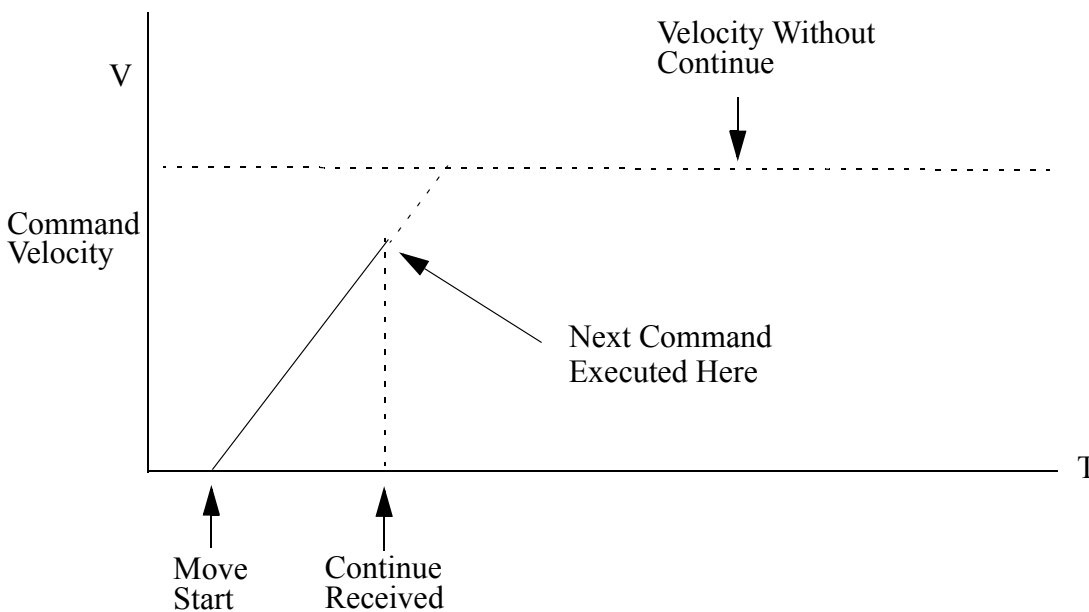 Velocity Without
Continue
V
Command
Velocity
Next Command
Executed Here
T
Move
Start
Continue
Received